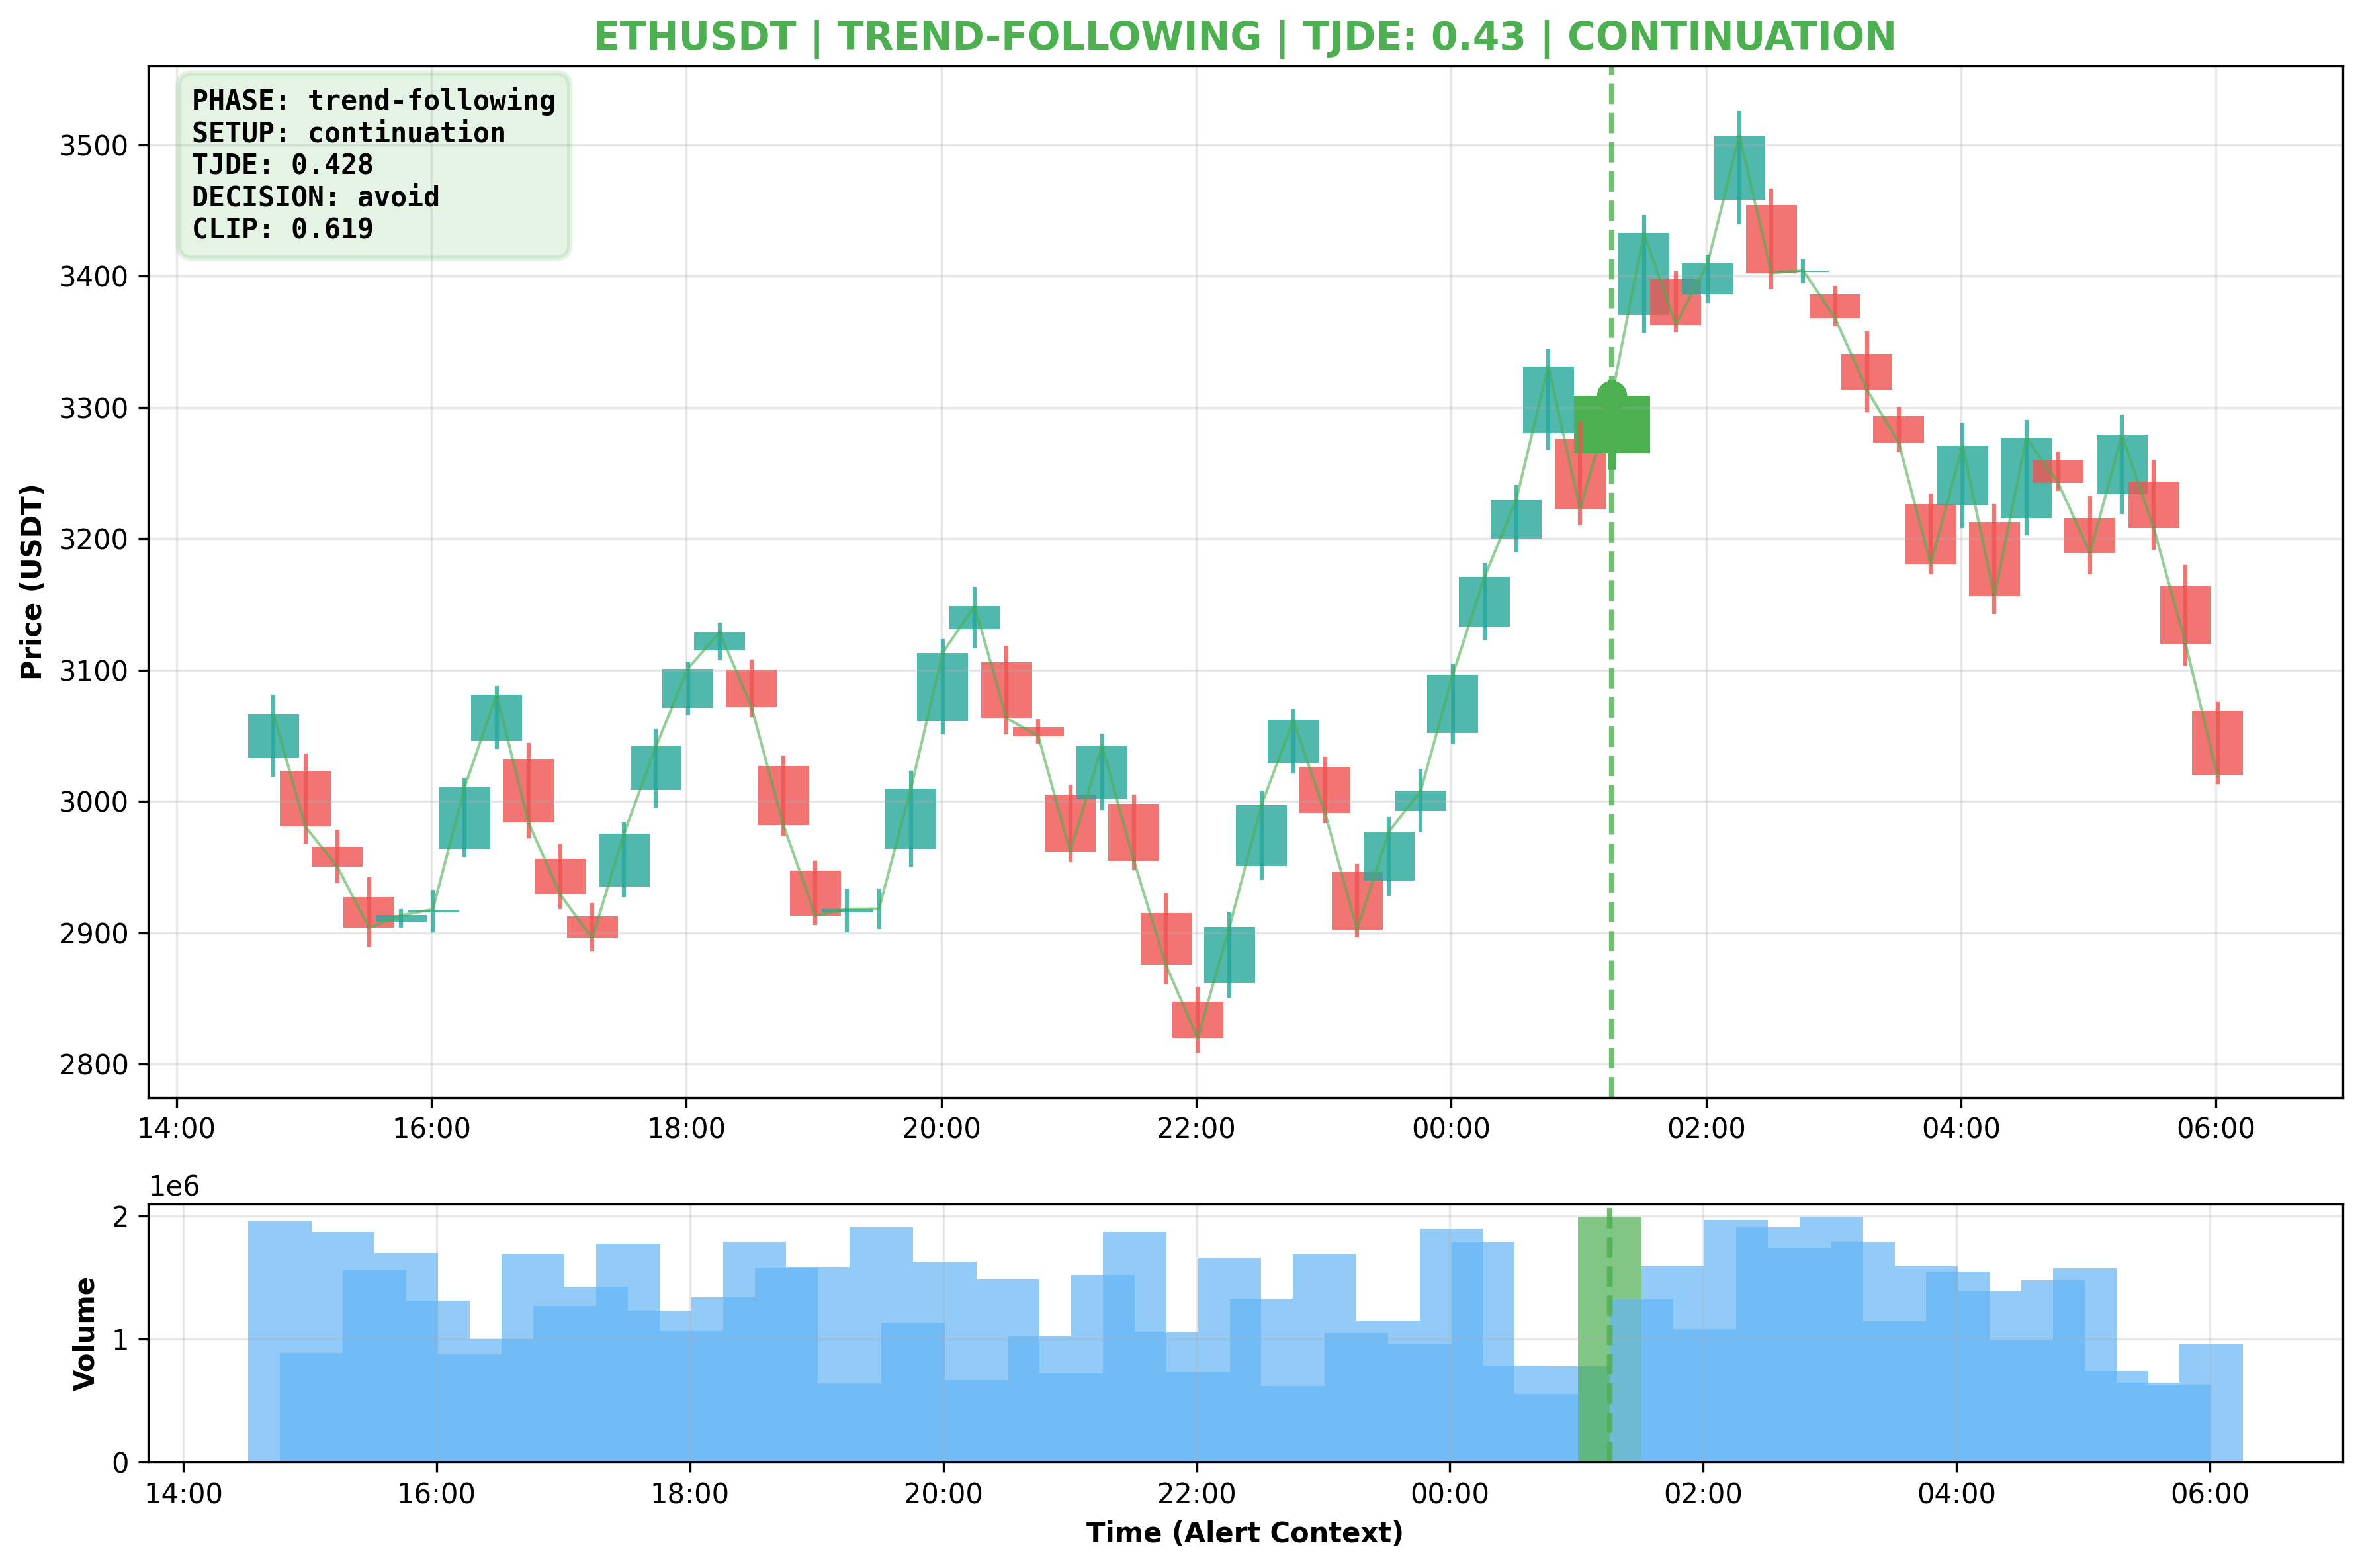 ETHUSDT | TREND-FOLLOWING | TJDE: 0.43 | CONTINUATION
PHASE: trend-following
SETUP: continuation
TJDE: 0.428
DECISION: avoid
CLIP: 0.619
Price (USDT)
3500
3400
3300
3200
3100
3000
2900
2800
14:00 16:00 18:00 20:00 22:00 00:00 02:00 04:00 06:00
1e6
Volume
2
1
0
14:00 16:00 18:00 20:00 22:00 00:00 02:00 04:00 06:00
Time (Alert Context)